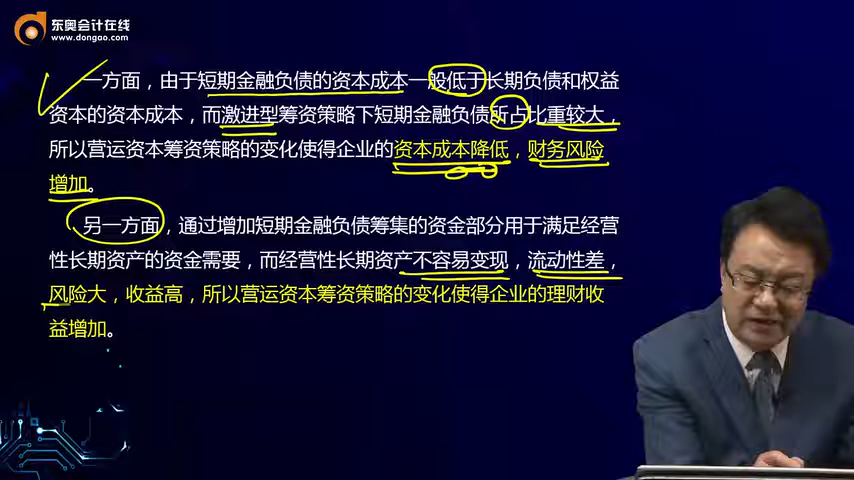 东奥会计在线
www.dongao.com
一方面，由于短期金融负债的资本成本一般低于长期负债和权益
资本的资本成本，而激进型筹资策略下短期金融负债所占比重较大，
所以营运资本筹资策略的变化使得企业的资本成本降低，财务风险
增加。
另一方面，通过增加短期金融负债筹集的资金部分用于满足经营
性长期资产的资金需要，而经营性长期资产不容易变现，流动性差，
风险大，收益高，所以营运资本筹资策略的变化使得企业的理财收
益增加。